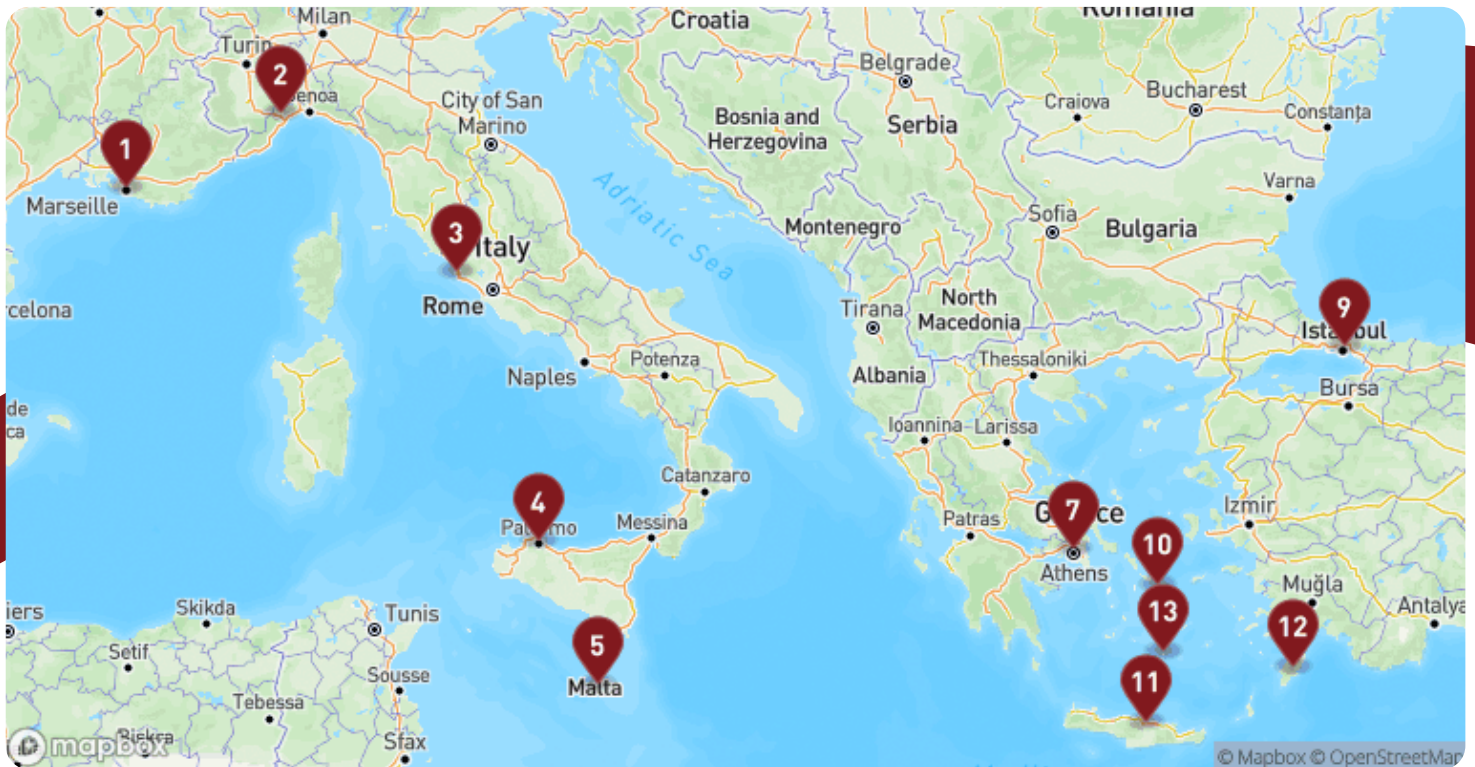 Romania
Croatia
Milan
Turin
Belgrade
2
Bucharest
City of San
Marino
Craiova
Constanța
Bosnia and
Herzegovina
Serbia
1
Marseille
Adriatic Sea
Varna
Sofia
Bulgaria
Montenegro
3
Italy
Rome
North
Macedonia
Tirana
9
Istanbul
Naples
Potenza
Albania
Thessaloniki
Bursa
Ioannina
Larissa
Catanzaro
4
Messina
Izmir
Patras
7
Athens
10
Muğla
Antalya
Skikda
Tunis
13
12
Setif
5
Malta
Sousse
Tebessa
11
Sfax
Biskra
mapbox
© Mapbox © OpenStreetMap